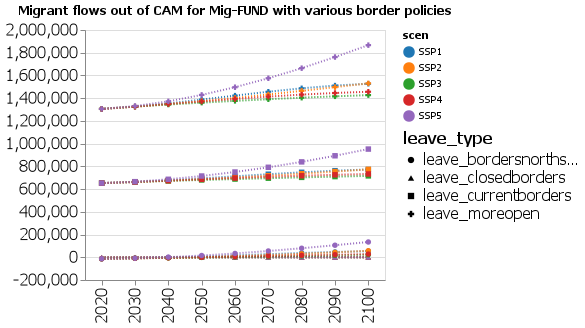 Migrant flows out of CAM for Mig-FUND with various border policies
2,000,000
1,800,000
1,600,000
1,400,000
1,200,000
1,000,000
800,000
600,000
400,000
200,000
0
-200,000
2020
2030
2040
2050
2060
2070
2080
2090
2100
scen
SSP1
SSP2
SSP3
SSP4
SSP5
leave_type
leave_bordersnorths...
leave_closedborders
leave_currentborders
leave_moreopen